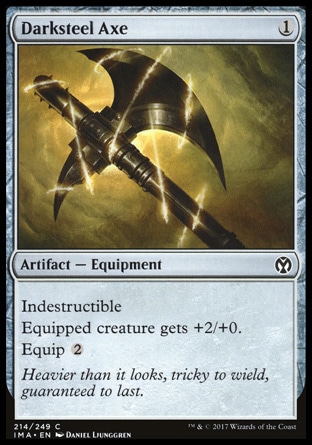 Darksteel Axe 1
Artifact — Equipment
Indestructible
Equipped creature gets +2/+0.
Equip 2
Heavier than it looks, tricky to wield,
guaranteed to last.
214/249 C
IMA • EN Daniel Ljunggren ™ & © 2017 Wizards of the Coast